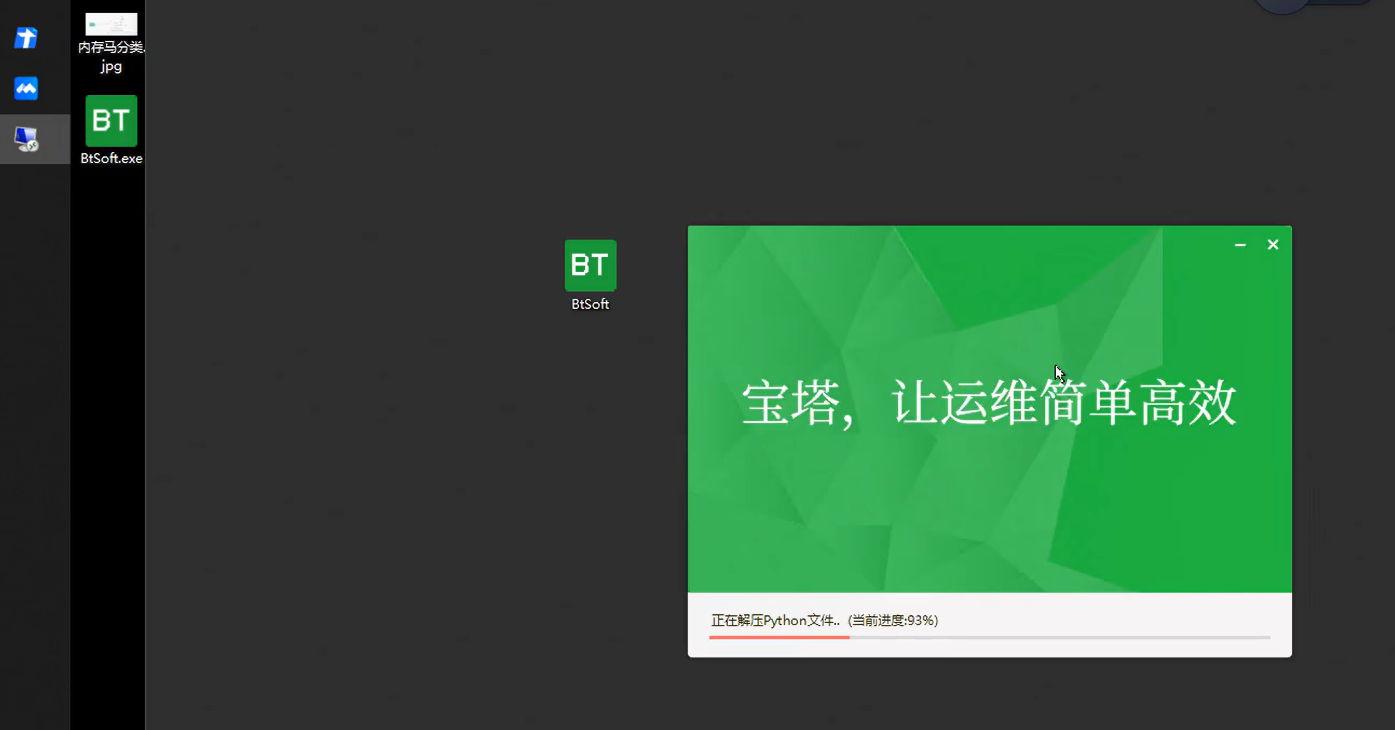 内存马分类.
jpg
BT
BtSoft.exe
BT
BtSoft
宝塔，让运维简单高效
正在解压Python文件.. (当前进度:93%)